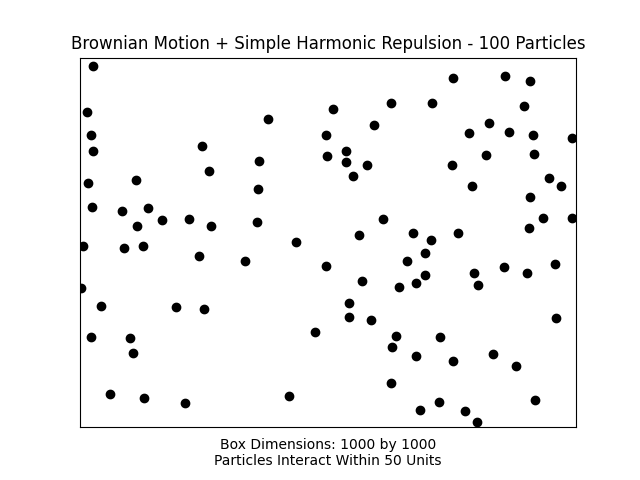 Brownian Motion + Simple Harmonic Repulsion - 100 Particles
Box Dimensions: 1000 by 1000
Particles Interact Within 50 Units